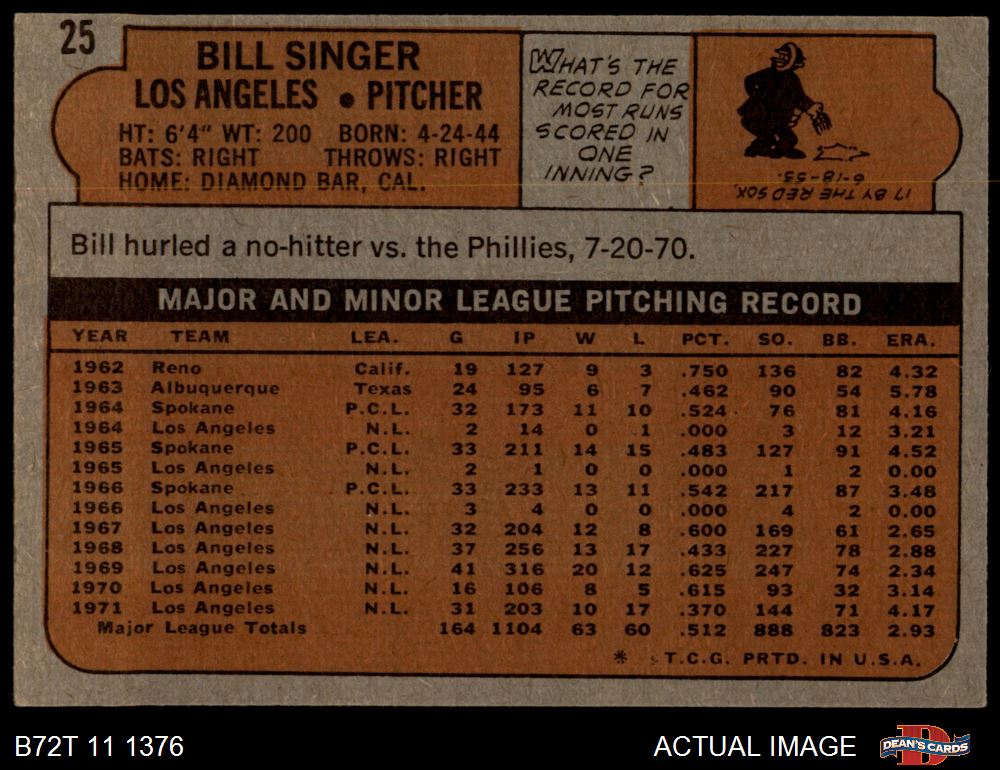 25
BILL SINGER
LOS ANGELES • PITCHER
HT: 6'4" WT: 200 BORN: 4-24-44
BATS: RIGHT THROWS: RIGHT
HOME: DIAMOND BAR, CAL.
WHAT'S THE
RECORD FOR
MOST RUNS
SCORED IN
ONE
INNING?
17 BY THE RED SOX,
6-18-53.
Bill hurled a no-hitter vs. the Phillies, 7-20-70.
MAJOR AND MINOR LEAGUE PITCHING RECORD
YEAR TEAM LEA. G IP W L PCT. SO. BB. ERA.
1962 Reno Calif. 19 127 9 3 .750 136 82 4.32
1963 Albuquerque Texas 24 95 6 7 .462 90 54 5.78
1964 Spokane P.C.L. 32 173 11 10 .524 76 81 4.16
1964 Los Angeles N.L. 2 14 0 1 .000 3 12 3.21
1965 Spokane P.C.L. 33 211 14 15 .483 127 91 4.52
1965 Los Angeles N.L. 2 1 0 0 .000 1 2 0.00
1966 Spokane P.C.L. 33 233 13 11 .542 217 87 3.48
1966 Los Angeles N.L. 3 4 0 0 .000 4 2 0.00
1967 Los Angeles N.L. 32 204 12 8 .600 169 61 2.65
1968 Los Angeles N.L. 37 256 13 17 .433 227 78 2.88
1969 Los Angeles N.L. 41 316 20 12 .625 247 74 2.34
1970 Los Angeles N.L. 16 106 8 5 .615 93 32 3.14
1971 Los Angeles N.L. 31 203 10 17 .370 144 71 4.17
Major League Totals 164 1104 63 60 .512 888 823 2.93
* T.C.G. PRTD. IN U.S.A.
B72T 11 1376
ACTUAL IMAGE
D
DEAN'S CARDS